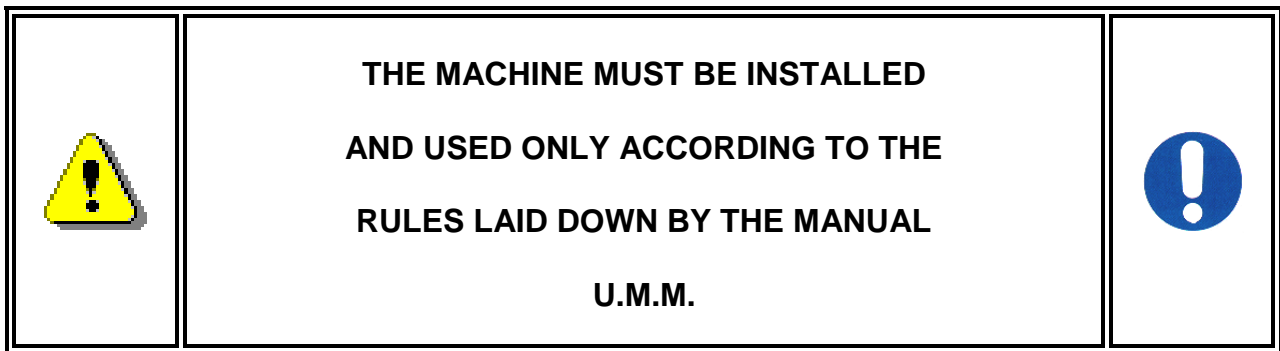 THE MACHINE MUST BE INSTALLED
AND USED ONLY ACCORDING TO THE
RULES LAID DOWN BY THE MANUAL
U.M.M.